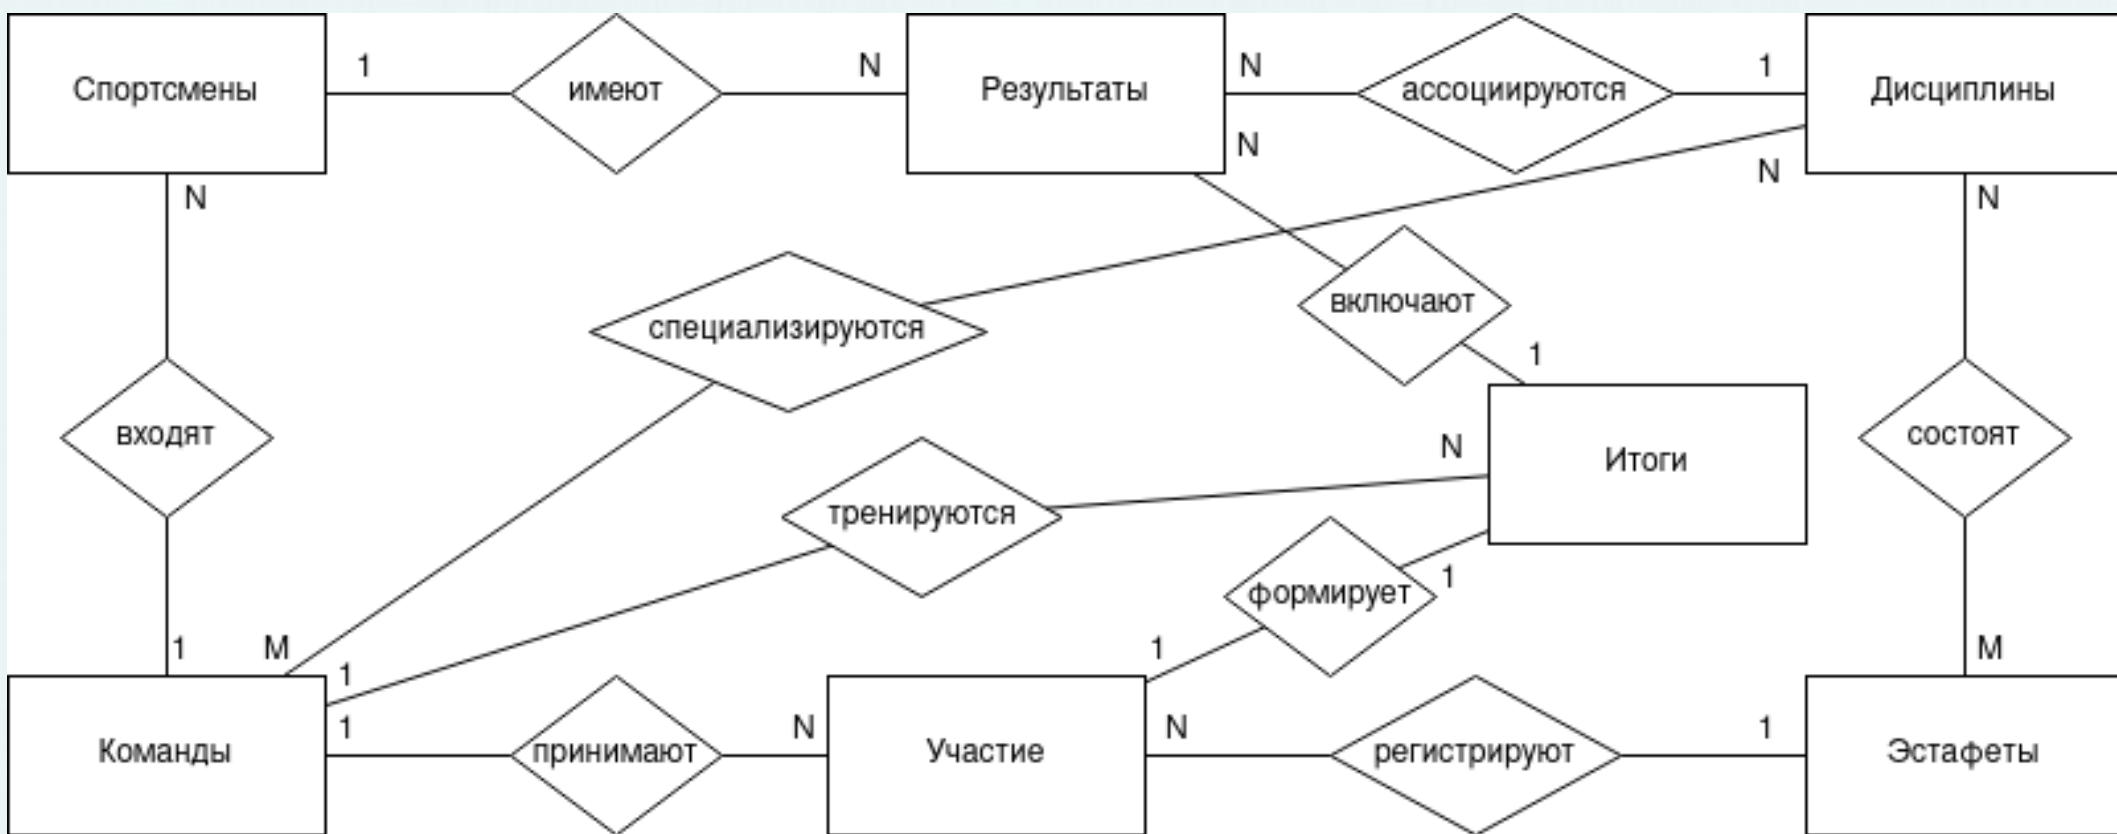 Спортсмены
1
имеют
N
Результаты
N
ассоциируются
1
Дисциплины
N
N
N
N
специализируются
включают
1
входят
N
Итоги
состоят
тренируются
формирует
1
1
M
1
1
M
1
N
N
1
Команды
принимают
Участие
регистрируют
Эстафеты